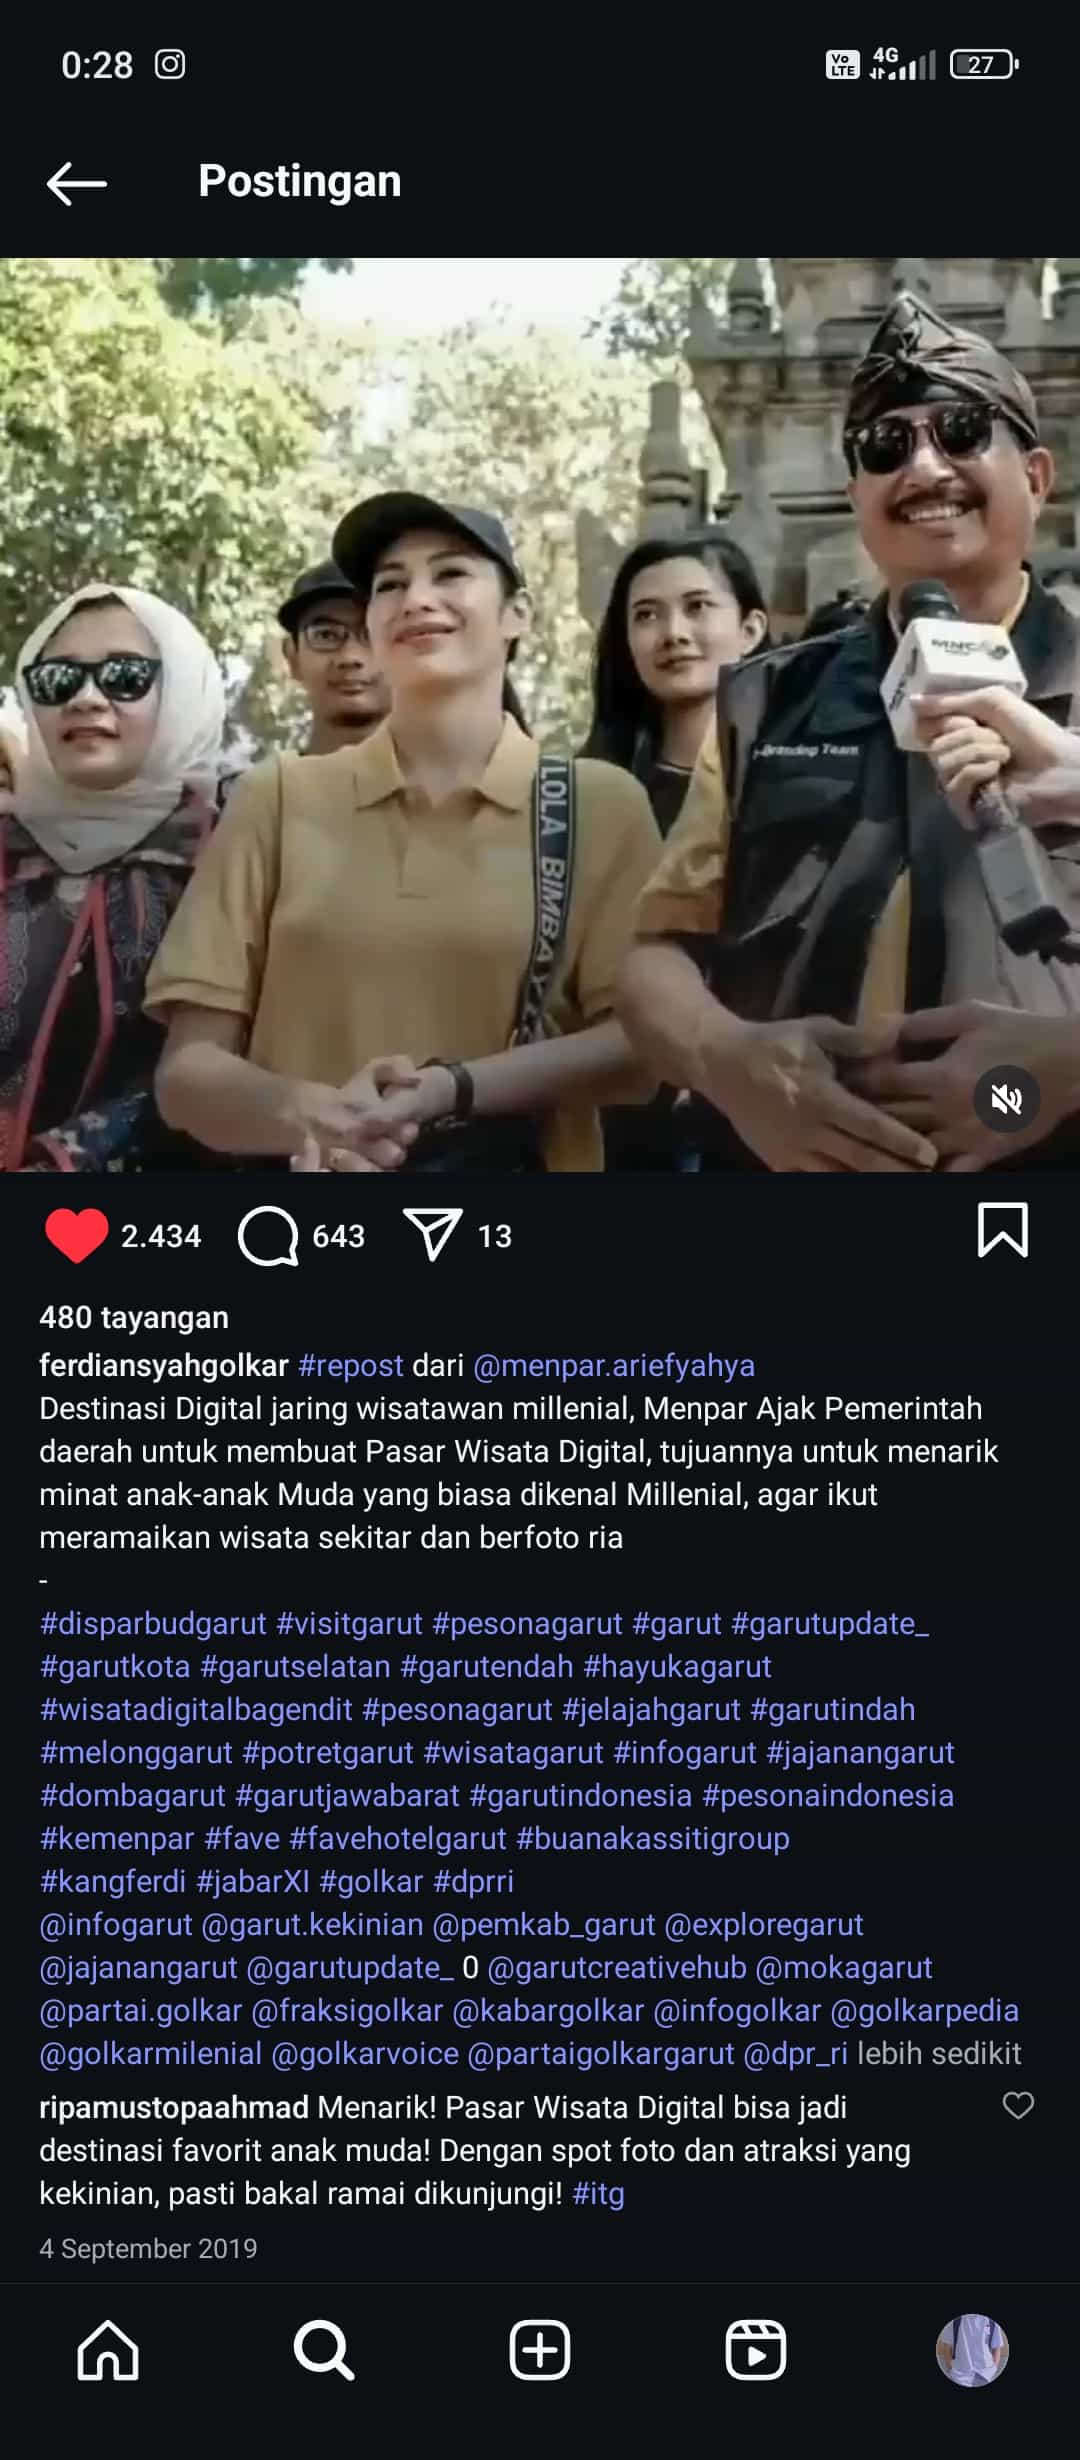 0:28
Vo LTE 4G 27
Postingan
MNC
Branding Team
LOLA BIMBA
2.434 643 13
480 tayangan
ferdiansyahgolkar #repost dari @menpar.ariefyahya
Destinasi Digital jaring wisatawan millenial, Menpar Ajak Pemerintah
daerah untuk membuat Pasar Wisata Digital, tujuannya untuk menarik
minat anak-anak Muda yang biasa dikenal Millenial, agar ikut
meramaikan wisata sekitar dan berfoto ria
-
#disparbudgarut #visitgarut #pesonagarut #garut #garutupdate_
#garutkota #garutselatan #garutendah #hayukagarut
#wisatadigitalbagendit #pesonagarut #jelajahgarut #garutindah
#melonggarut #potretgarut #wisatagarut #infogarut #jajanangarut
#dombagarut #garutjawabarat #garutindonesia #pesonaindonesia
#kemenpar #fave #favehotelgarut #buanakassitigroup
#kangferdi #jabarXI #golkar #dprri
@infogarut @garut.kekinian @pemkab_garut @exploregarut
@jajanangarut @garutupdate_ 0 @garutcreativehub @mokagarut
@partai.golkar @fraksigolkar @kabargolkar @infogolkar @golkarpedia
@golkarmilenial @golkarvoice @partaigolkargarut @dpr_ri lebih sedikit
ripamustopaahmad Menarik! Pasar Wisata Digital bisa jadi
destinasi favorit anak muda! Dengan spot foto dan atraksi yang
kekinian, pasti bakal ramai dikunjungi! #itg
4 September 2019